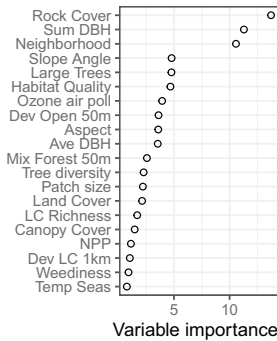 Rock Cover
Sum DBH
Neighborhood
Slope Angle
Large Trees
Habitat Quality
Ozone air poll
Dev Open 50m
Aspect
Ave DBH
Mix Forest 50m
Tree diversity
Patch size
Land Cover
LC Richness
Canopy Cover
NPP
Dev LC 1km
Weediness
Temp Seas
5 10
Variable importance